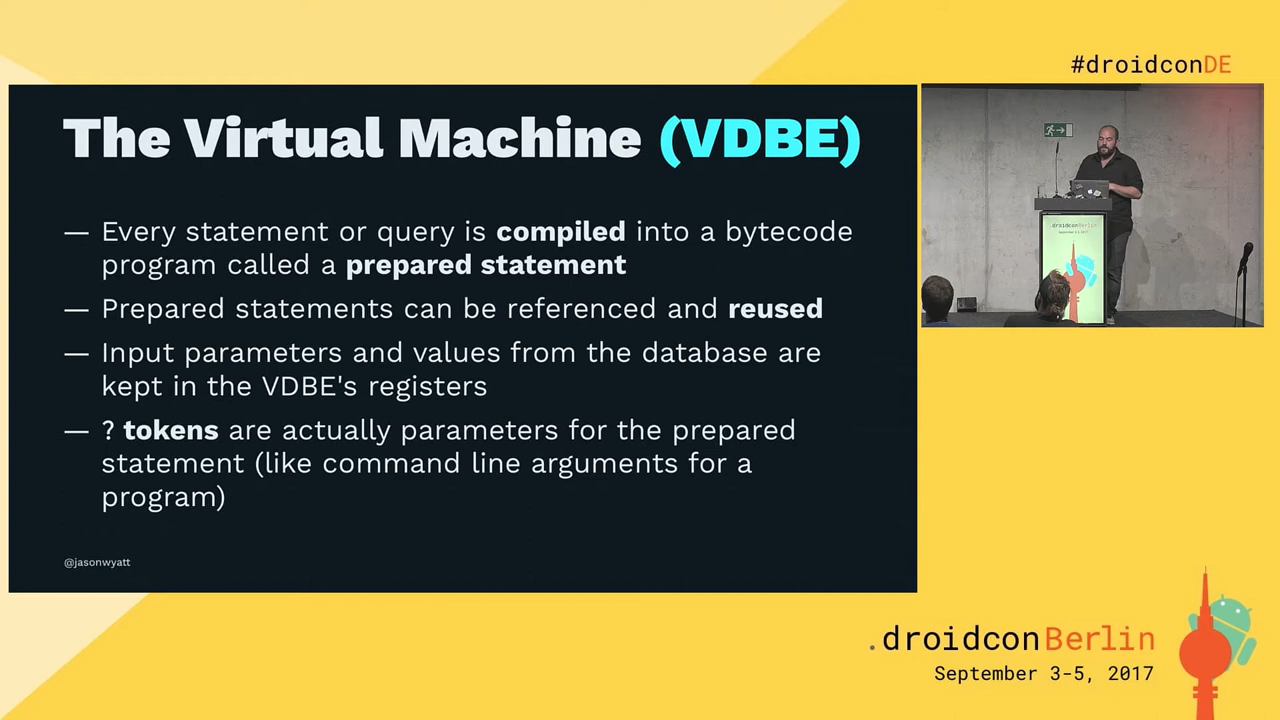 #droidconDE
The Virtual Machine (VDBE)
— Every statement or query is compiled into a bytecode
program called a prepared statement
— Prepared statements can be referenced and reused
— Input parameters and values from the database are
kept in the VDBE's registers
— ? tokens are actually parameters for the prepared
statement (like command line arguments for a
program)
@jasonwyatt
.droidconBerlin
September 3-5, 2017
.droidconBerlin